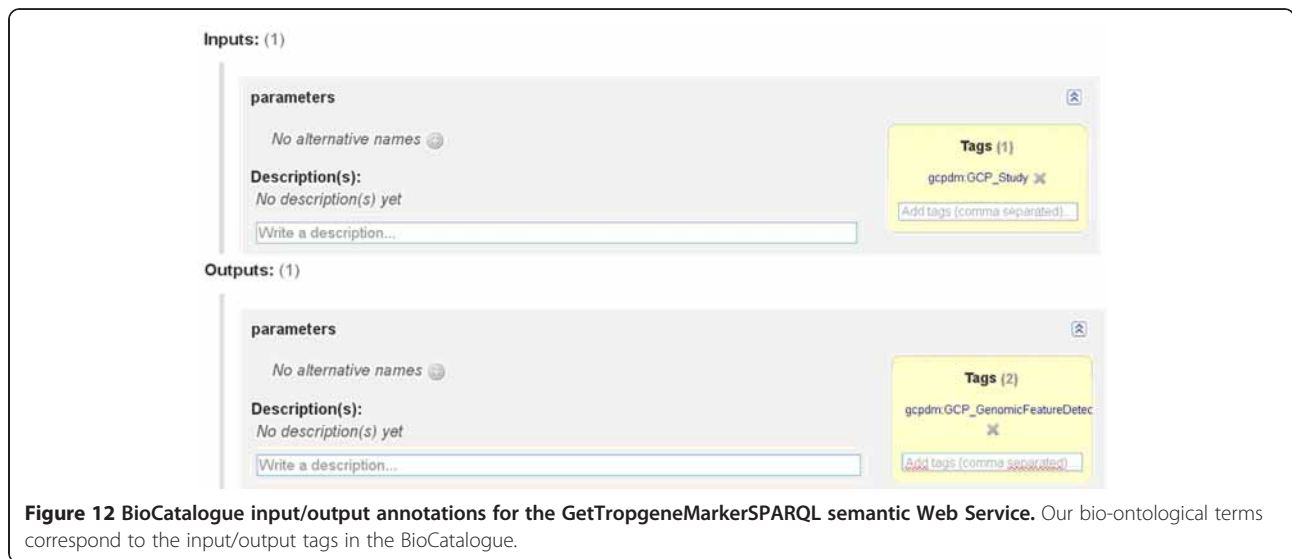 Inputs: (1)
parameters
No alternative names
Tags (1)
Description(s):
gcpdm:GCP_Study
No description(s) yet
Add tags (comma separated)...
Write a description...
Outputs: (1)
parameters
No alternative names
Tags (2)
Description(s):
gcpdm:GCP_GenomicFeatureDetec
No description(s) yet
Write a description...
Add tags (comma separated)
Figure 12 BioCatalogue input/output annotations for the GetTropgeneMarkerSPARQL semantic Web Service. Our bio-ontological terms
correspond to the input/output tags in the BioCatalogue.